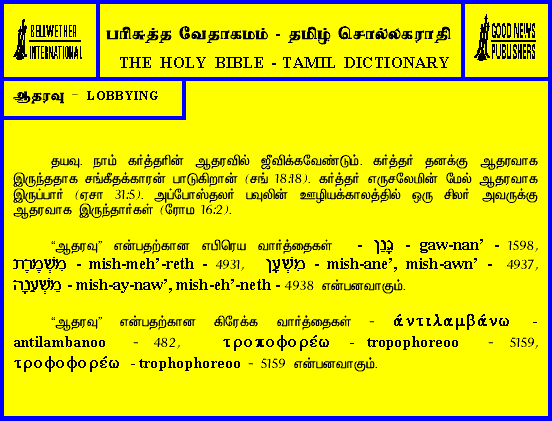 BELLWETHER
INTERNATIONAL
பரிசுத்த வேதாகமம் - தமிழ் சொல்லகராதி
THE HOLY BIBLE - TAMIL DICTIONARY
GOOD NEWS
PUBLISHERS
ஆதரவு - LOBBYING
தயவு. நாம் கர்த்தரின் ஆதரவில் ஜீவிக்கவேண்டும். கர்த்தர் தனக்கு ஆதரவாக
இருந்ததாக சங்கீதக்காரன் பாடுகிறான் (சங் 18:18). கர்த்தர் எருசலேமின் மேல் ஆதரவாக
இருப்பார் (ஏசா 31:5). அப்போஸ்தலர் பவுலின் ஊழியக்காலத்தில் ஒரு சிலர் அவருக்கு
ஆதரவாக இருந்தார்கள் (ரோம 16:2).
“ஆதரவு” என்பதற்கான எபிரெய வார்த்தைகள் - גָּנַן - gaw-nan’ - 1598,
מִשְׁמֶרֶת - mish-meh’-reth - 4931, מִשְׁעָן - mish-ane’, mish-awn’ - 4937,
מִשְׁעֵנָה - mish-ay-naw’, mish-eh’-neth - 4938 என்பனவாகும்.
“ஆதரவு” என்பதற்கான கிரேக்க வார்த்தைகள் - ἀντιλαμβάνω -
antilambanoo - 482, τροποφορέω - tropophoreoo - 5159,
τροφοφορέω - trophophoreoo - 5159 என்பனவாகும்.